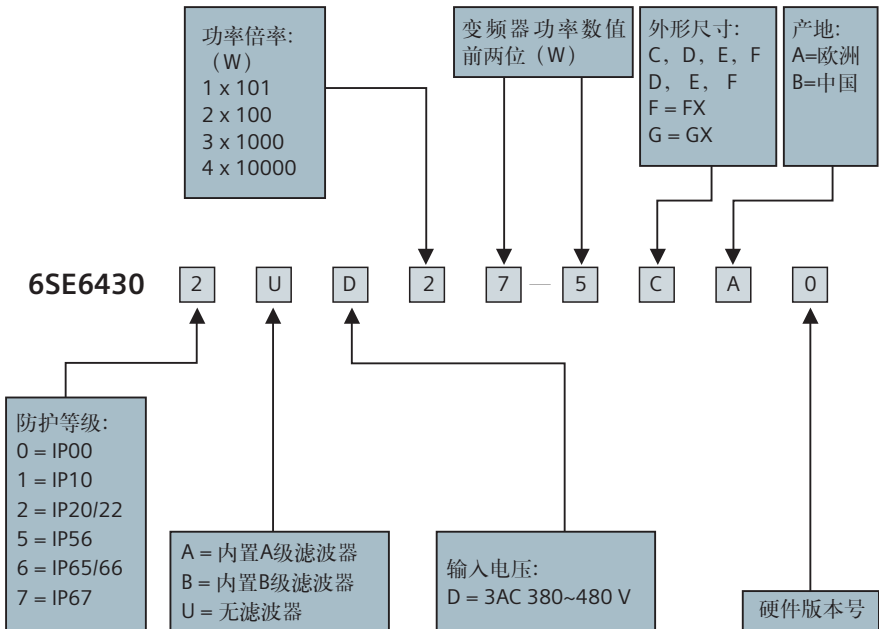 功率倍率:
（W）
1 x 101
2 x 100
3 x 1000
4 x 10000
变频器功率数值
前两位（W）
外形尺寸:
C，D，E，F
D，E，F
F = FX
G = GX
产地:
A=欧洲
B=中国
6SE6430 2 U D 2 7 — 5 C A 0
防护等级:
0 = IP00
1 = IP10
2 = IP20/22
5 = IP56
6 = IP65/66
7 = IP67
A = 内置A级滤波器
B = 内置B级滤波器
U = 无滤波器
输入电压:
D = 3AC 380~480 V
硬件版本号